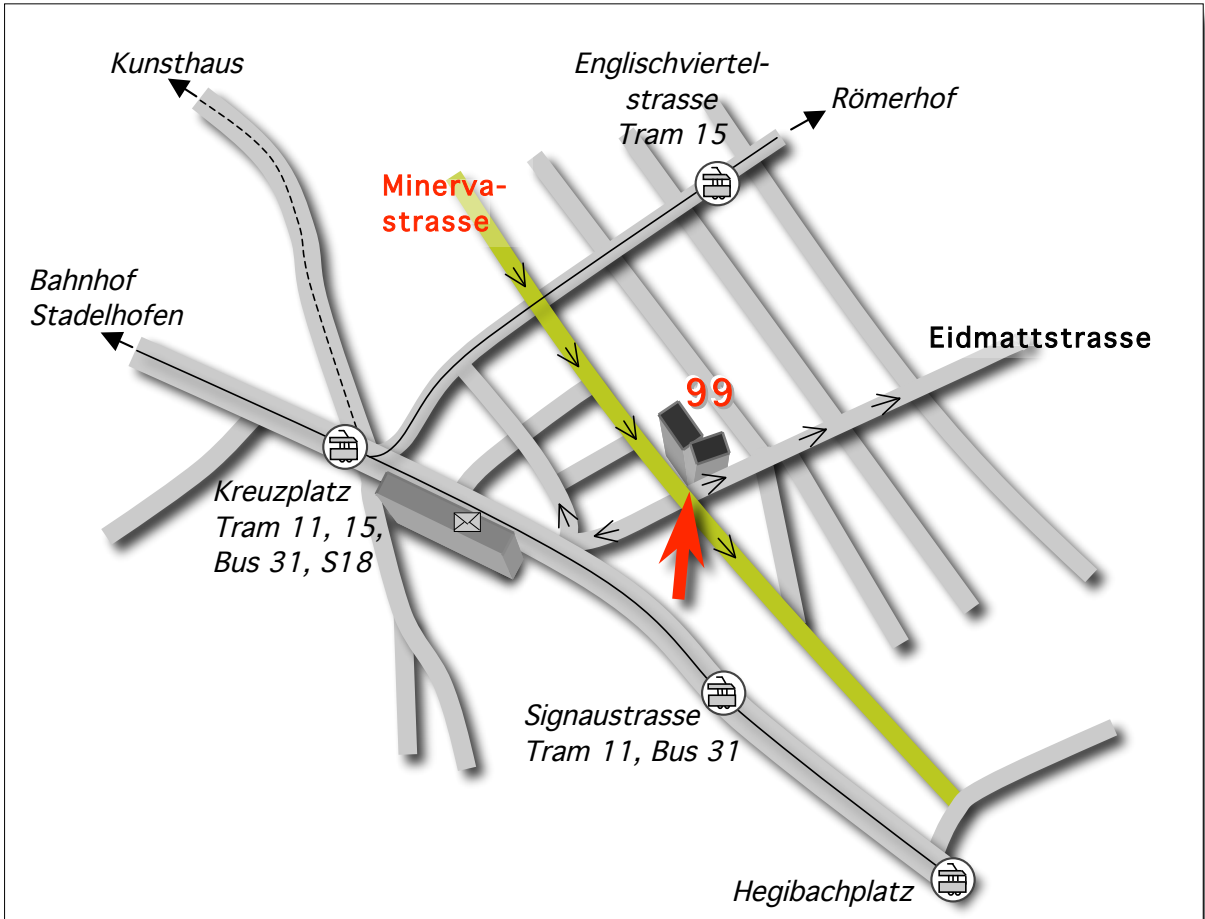 Kunsthaus
Englischviertel-
strasse
Tram 15
Römerhof
Minerva-
strasse
Bahnhof
Stadelhofen
Eidmattstrasse
99
Kreuzplatz
Tram 11, 15,
Bus 31, S18
Signaustrasse
Tram 11, Bus 31
Hegibachplatz